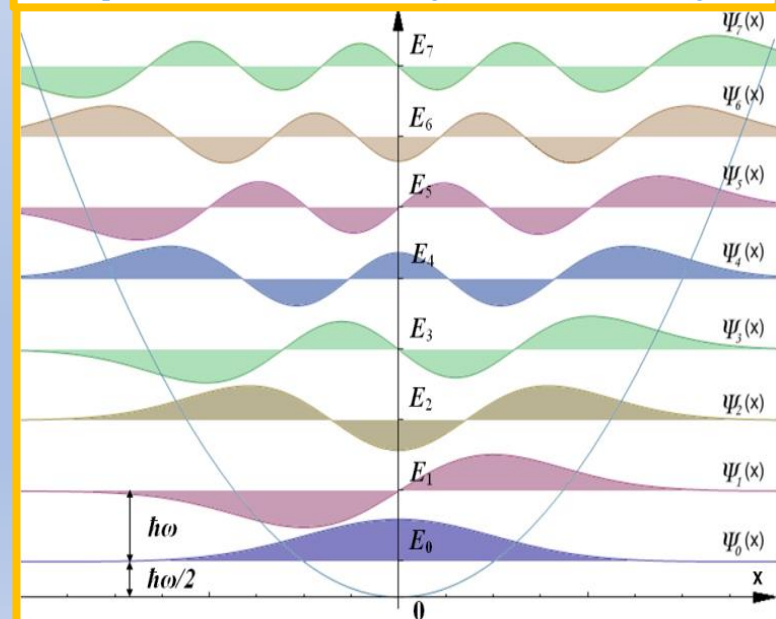 E₇ Ψ₇(x)
E₆ Ψ₆(x)
E₅ Ψ₅(x)
E₄ Ψ₄(x)
E₃ Ψ₃(x)
E₂ Ψ₂(x)
E₁ Ψ₁(x)
ħω E₀ Ψ₀(x)
ħω/2 x
0